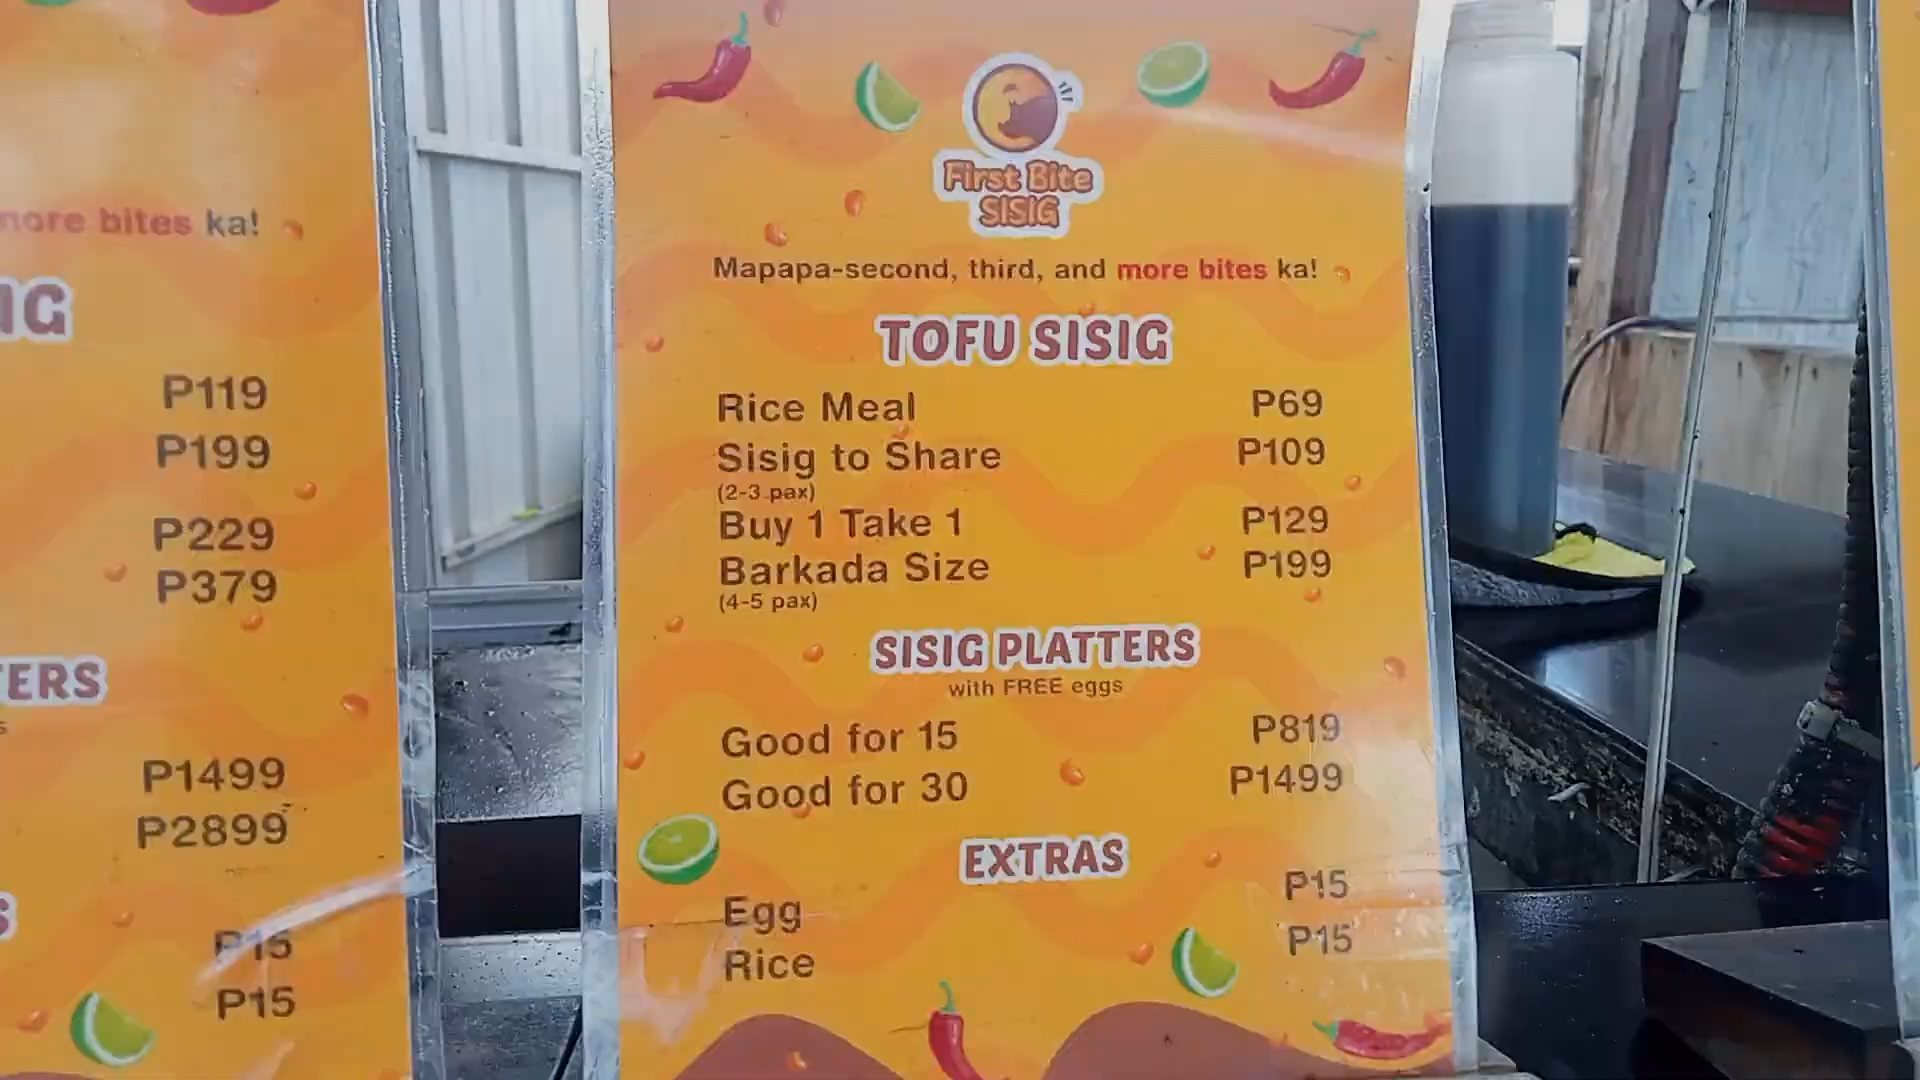 more bites ka!
P119
P199
P229
P379
P1499
P2899
P15
P15
First Bite
SISIG
Mapapa-second, third, and more bites ka!
TOFU SISIG
Rice Meal P69
Sisig to Share P109
(2-3 pax)
Buy 1 Take 1 P129
Barkada Size P199
(4-5 pax)
SISIG PLATTERS
with FREE eggs
Good for 15 P819
Good for 30 P1499
EXTRAS
Egg P15
Rice P15